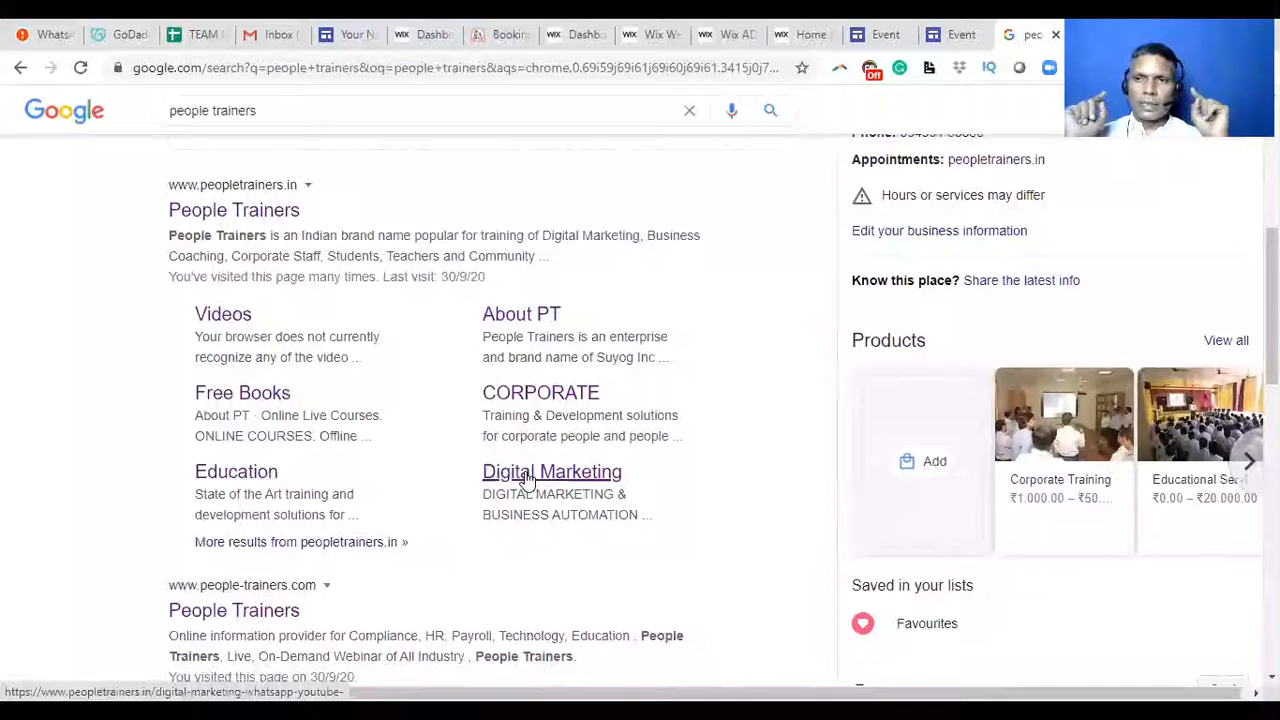 Whats
GoDad
TEAM
Inbox (
Your N
WIX Dashbo
Bookin
WIX Dashbo
WIX Wix We
WIX Wix AD
WIX Home
Event
Event
peo
google.com/search?q=people+trainers&oq=people+trainers&aqs=chrome.0.69i59j69i61j69i60j69i61.3415j0j7...
Off
Google
people trainers
www.peopletrainers.in
People Trainers
People Trainers is an Indian brand name popular for training of Digital Marketing, Business
Coaching, Corporate Staff, Students, Teachers and Community ...
You've visited this page many times. Last visit: 30/9/20
Videos
Your browser does not currently
recognize any of the video ...
About PT
People Trainers is an enterprise
and brand name of Suyog Inc ...
Free Books
About PT · Online Live Courses.
ONLINE COURSES. Offline ...
CORPORATE
Training & Development solutions
for corporate people and people ...
Education
State of the Art training and
development solutions for ...
Digital Marketing
DIGITAL MARKETING &
BUSINESS AUTOMATION ...
More results from peopletrainers.in »
www.people-trainers.com
People Trainers
Online information provider for Compliance, HR. Payroll, Technology, Education . People
Trainers, Live, On-Demand Webinar of All Industry , People Trainers.
You visited this page on 30/9/20.
Appointments: peopletrainers.in
Hours or services may differ
Edit your business information
Know this place? Share the latest info
Products
View all
Add
Corporate Training
₹1,000.00 – ₹50,...
Educational Ser
₹0.00 – ₹20,000.00
Saved in your lists
Favourites
https://www.peopletrainers.in/digital-marketing-whatsapp-youtube-